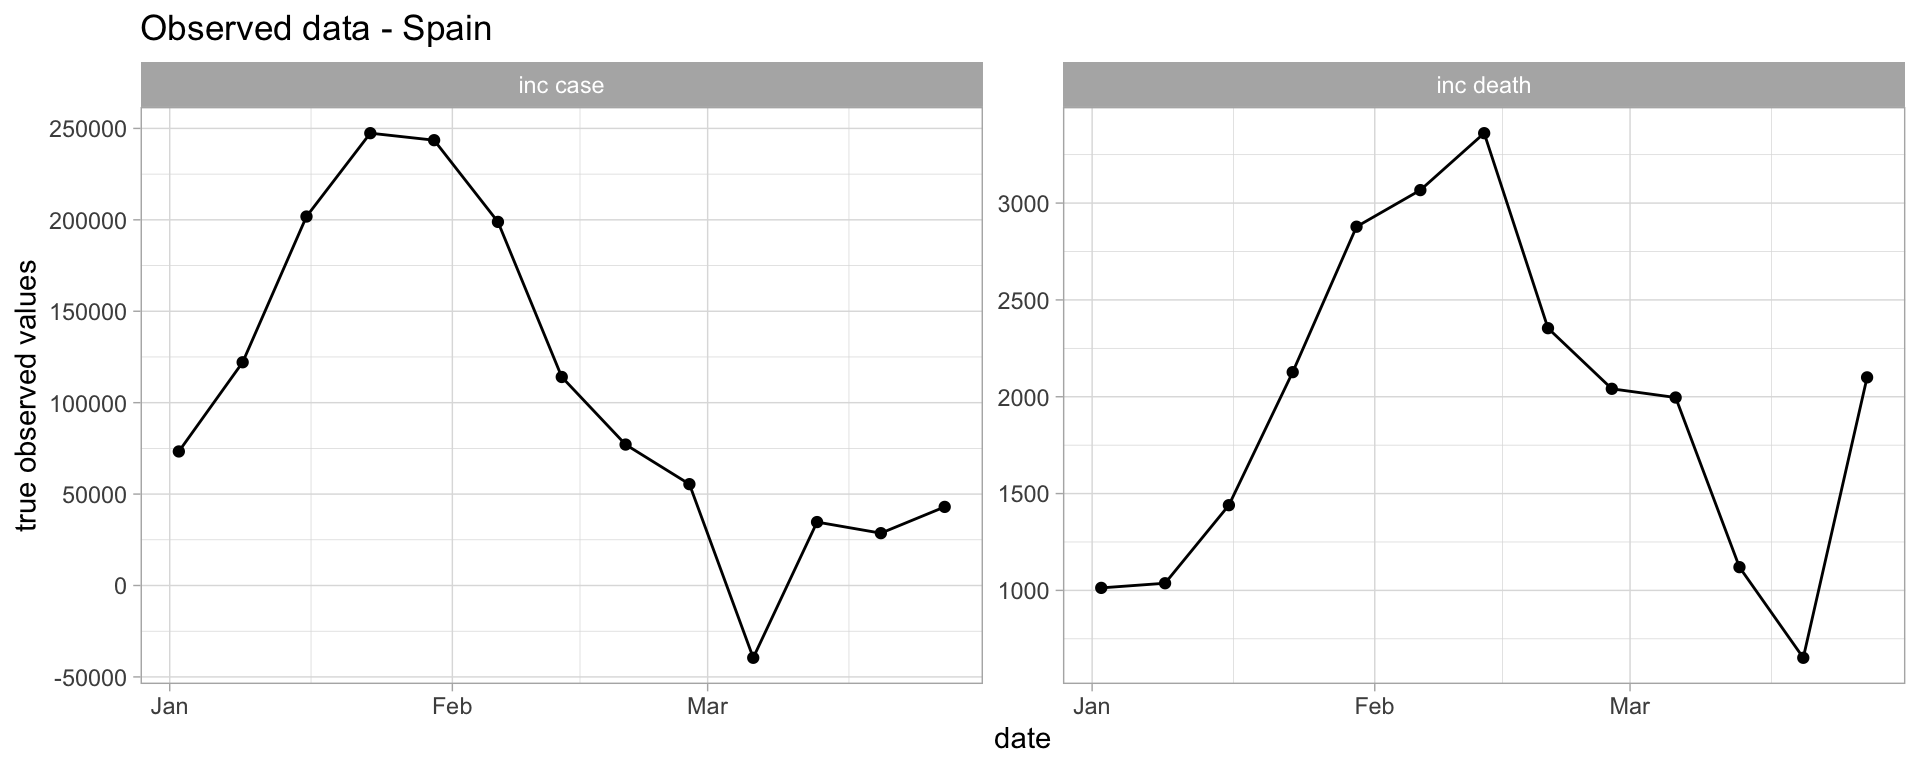 Observed data - Spain
inc case
inc death
true observed values
250000
200000
150000
100000
50000
0
-50000
3000
2500
2000
1500
1000
Jan
Feb
Mar
Jan
Feb
Mar
date